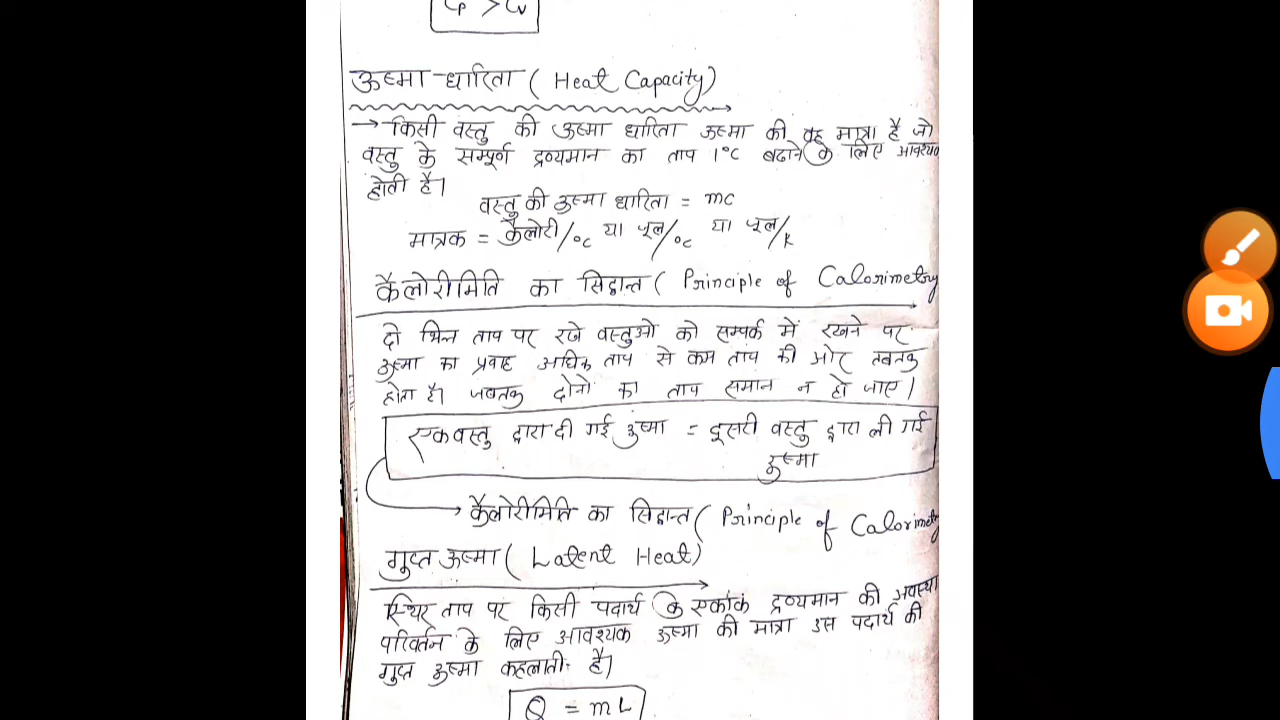 Cp > Cv
ऊष्मा-धारिता ( Heat Capacity)
→ किसी वस्तु की ऊष्मा धारिता ऊष्मा की वह मात्रा है जो
वस्तु के सम्पूर्ण द्रव्यमान का ताप 1°C बढाने के लिए आवश्यक
होती है।
वस्तु की ऊष्मा धारिता = mc
मात्रक = कैलोरी/°C या जूल/°C या जूल/K
कैलोरीमिति का सिद्धान्त ( Principle of Calorimetry
दो भिन्न ताप पर रखे वस्तुओ को सम्पर्क में रखने पर
ऊष्मा का प्रवाह अधिक ताप से कम ताप की ओर तबतक
होता है। जबतक दोनो का ताप समान न हो जाए।
एक वस्तु द्वारा दी गई ऊष्मा = दूसरी वस्तु द्वारा ली गई
ऊष्मा
→ कैलोरीमिति का सिद्धान्त ( Principle of Calorimetry
गुप्त ऊष्मा ( Latent Heat)
स्थिर ताप पर किसी पदार्थ के एकांक द्रव्यमान की अवस्था
परिवर्तन के लिए आवश्यक ऊष्मा की मात्रा उस पदार्थ की
गुप्त ऊष्मा कहलाती है।
Q = mL